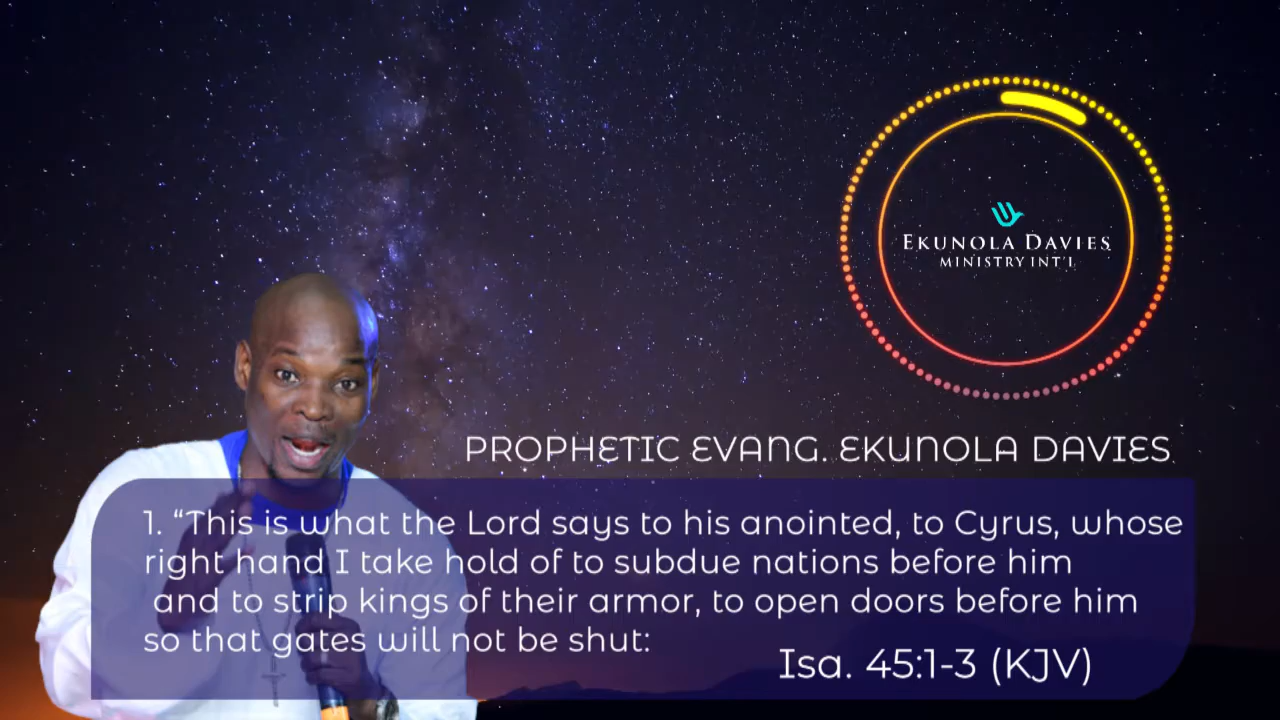 EKUNOLA DAVIES
MINISTRY INT'L
PROPHETIC EVANG. EKUNOLA DAVIES
1. “This is what the Lord says to his anointed, to Cyrus, whose
right hand I take hold of to subdue nations before him
and to strip kings of their armor, to open doors before him
so that gates will not be shut:
Isa. 45:1-3 (KJV)